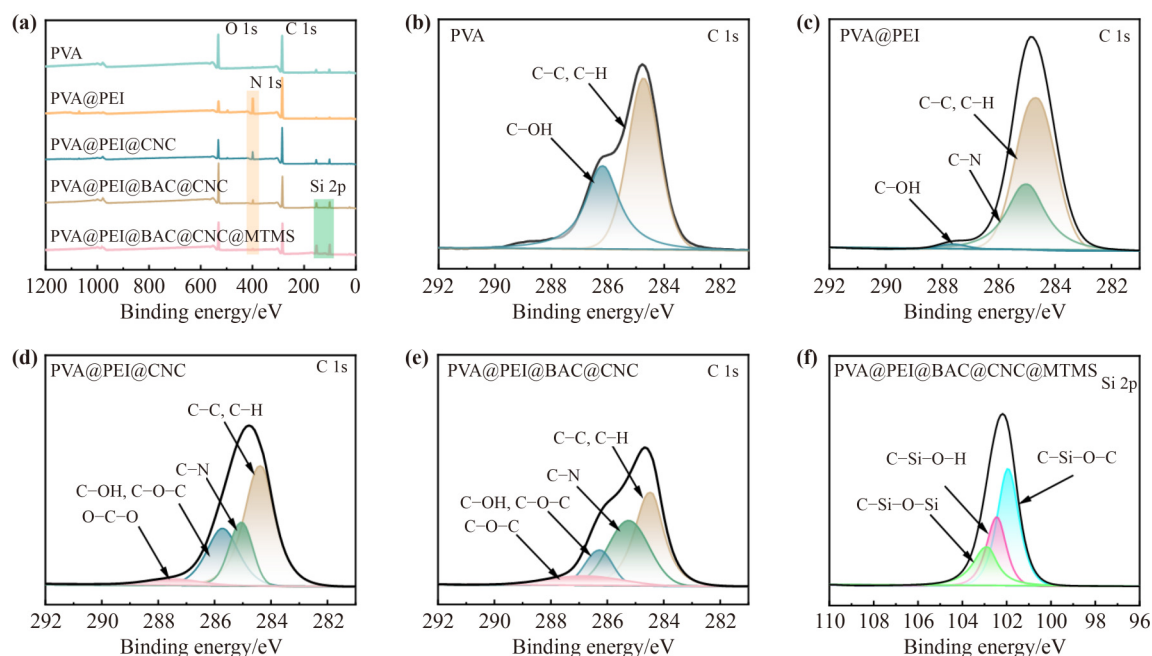 (a)
O 1s
C 1s
PVA
N 1s
PVA@PEI
PVA@PEI@CNC
PVA@PEI@BAC@CNC
Si 2p
PVA@PEI@BAC@CNC@MTMS
1200 1000 800 600 400 200 0
Binding energy/eV
(b)
PVA
C 1s
C−C, C−H
C−OH
292 290 288 286 284 282
Binding energy/eV
(c)
PVA@PEI
C 1s
C−C, C−H
C−N
C−OH
292 290 288 286 284 282
Binding energy/eV
(d)
PVA@PEI@CNC
C 1s
C−C, C−H
C−N
C−OH, C−O−C
O−C−O
292 290 288 286 284 282
Binding energy/eV
(e)
PVA@PEI@BAC@CNC
C 1s
C−C, C−H
C−N
C−OH, C−O−C
C−O−C
292 290 288 286 284 282
Binding energy/eV
(f)
PVA@PEI@BAC@CNC@MTMS
Si 2p
C−Si−O−H
C−Si−O−C
C−Si−O−Si
110 108 106 104 102 100 98 96
Binding energy/eV